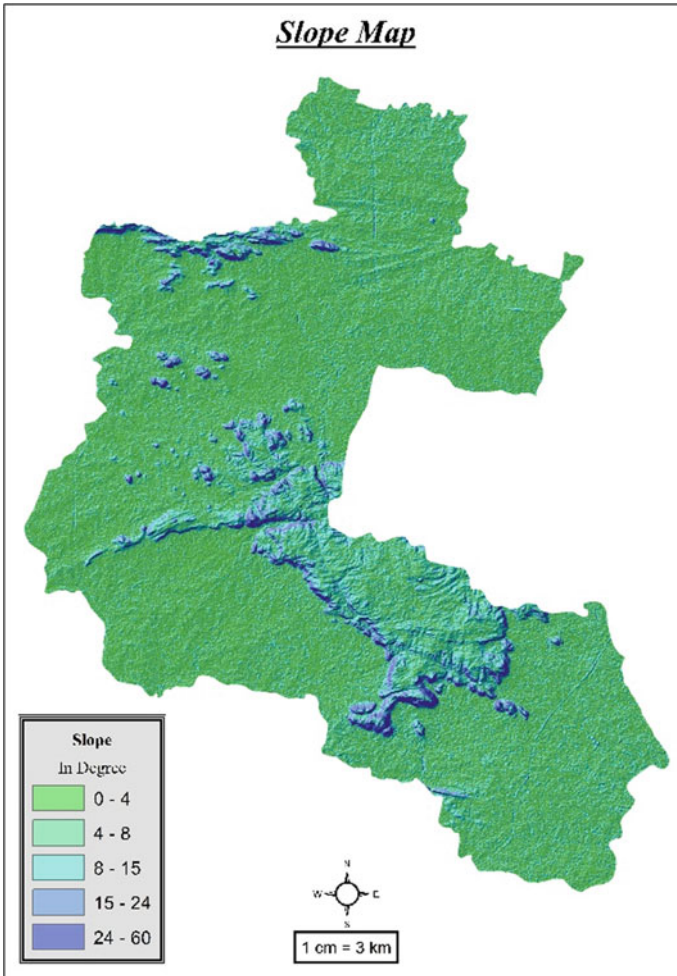 Slope Map
Slope
In Degree
0 - 4
4 - 8
8 - 15
15 - 24
24 - 60
N
W E
S
1 cm = 3 km